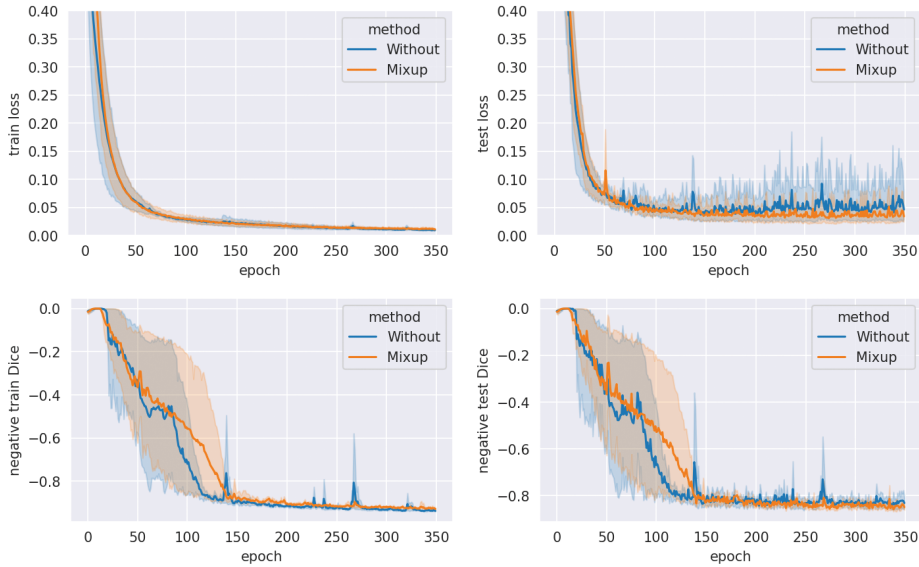 0.40
0.35
0.30
0.25
0.20
0.15
0.10
0.05
0.00
train loss
method
Without
Mixup
0 50 100 150 200 250 300 350
epoch
0.40
0.35
0.30
0.25
0.20
0.15
0.10
0.05
0.00
test loss
method
Without
Mixup
0 50 100 150 200 250 300 350
epoch
0.0
−0.2
−0.4
−0.6
−0.8
negative train Dice
method
Without
Mixup
0 50 100 150 200 250 300 350
epoch
0.0
−0.2
−0.4
−0.6
−0.8
negative test Dice
method
Without
Mixup
0 50 100 150 200 250 300 350
epoch